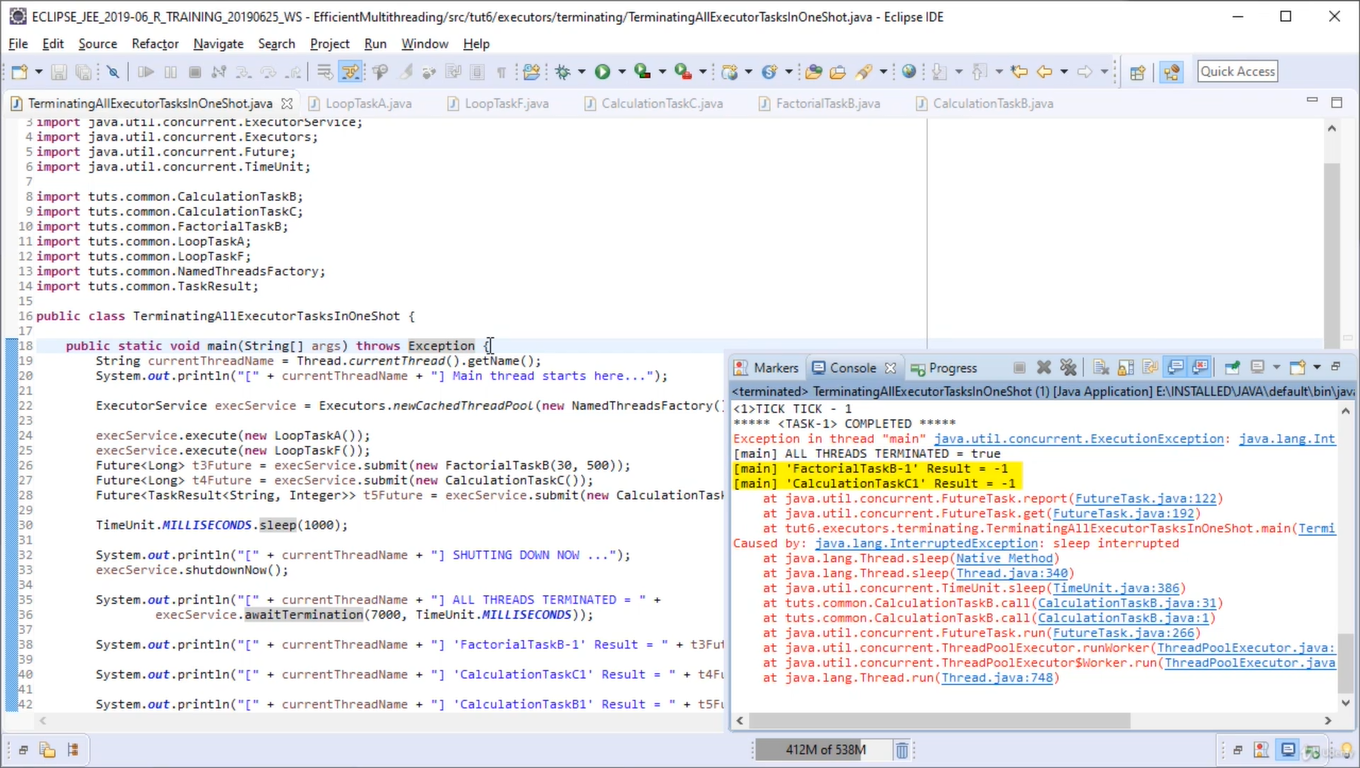 ECLIPSE_JEE_2019-06_R_TRAINING_20190625_WS - EfficientMultithreading/src/tut6/executors/terminating/TerminatingAllExecutorTasksInOneShot.java - Eclipse IDE
File Edit Source Refactor Navigate Search Project Run Window Help
Quick Access
TerminatingAllExecutorTasksInOneShot.java LoopTaskA.java LoopTaskF.java CalculationTaskC.java FactorialTaskB.java CalculationTaskB.java
3 import java.util.concurrent.ExecutorService;
4 import java.util.concurrent.Executors;
5 import java.util.concurrent.Future;
6 import java.util.concurrent.TimeUnit;
7
8 import tuts.common.CalculationTaskB;
9 import tuts.common.CalculationTaskC;
10 import tuts.common.FactorialTaskB;
11 import tuts.common.LoopTaskA;
12 import tuts.common.LoopTaskF;
13 import tuts.common.NamedThreadsFactory;
14 import tuts.common.TaskResult;
15
16 public class TerminatingAllExecutorTasksInOneShot {
17
18 public static void main(String[] args) throws Exception {
19 String currentThreadName = Thread.currentThread().getName();
20 System.out.println("[" + currentThreadName + "] Main thread starts here...");
21
22 ExecutorService execService = Executors.newCachedThreadPool(new NamedThreadsFactory()
23
24 execService.execute(new LoopTaskA());
25 execService.execute(new LoopTaskF());
26 Future<Long> t3Future = execService.submit(new FactorialTaskB(30, 500));
27 Future<Long> t4Future = execService.submit(new CalculationTaskC());
28 Future<TaskResult<String, Integer>> t5Future = execService.submit(new CalculationTask
29
30 TimeUnit.MILLISECONDS.sleep(1000);
31
32 System.out.println("[" + currentThreadName + "] SHUTTING DOWN NOW ...");
33 execService.shutdownNow();
34
35 System.out.println("[" + currentThreadName + "] ALL THREADS TERMINATED = " +
36 execService.awaitTermination(7000, TimeUnit.MILLISECONDS));
37
38 System.out.println("[" + currentThreadName + "] 'FactorialTaskB-1' Result = " + t3Fut
39
40 System.out.println("[" + currentThreadName + "] 'CalculationTaskC1' Result = " + t4Fu
41
42 System.out.println("[" + currentThreadName + "] 'CalculationTaskB1' Result = " + t5Fu
Markers Console Progress
<terminated> TerminatingAllExecutorTasksInOneShot (1) [Java Application] E:\INSTALLED\JAVA\default\bin\java
<1>TICK TICK - 1
***** <TASK-1> COMPLETED *****
Exception in thread "main" java.util.concurrent.ExecutionException: java.lang.Int
[main] ALL THREADS TERMINATED = true
[main] 'FactorialTaskB-1' Result = -1
[main] 'CalculationTaskC1' Result = -1
at java.util.concurrent.FutureTask.report(FutureTask.java:122)
at java.util.concurrent.FutureTask.get(FutureTask.java:192)
at tut6.executors.terminating.TerminatingAllExecutorTasksInOneShot.main(Termi
Caused by: java.lang.InterruptedException: sleep interrupted
at java.lang.Thread.sleep(Native Method)
at java.lang.Thread.sleep(Thread.java:340)
at java.util.concurrent.TimeUnit.sleep(TimeUnit.java:386)
at tuts.common.CalculationTaskB.call(CalculationTaskB.java:31)
at tuts.common.CalculationTaskB.call(CalculationTaskB.java:1)
at java.util.concurrent.FutureTask.run(FutureTask.java:266)
at java.util.concurrent.ThreadPoolExecutor.runWorker(ThreadPoolExecutor.java:
at java.util.concurrent.ThreadPoolExecutor$Worker.run(ThreadPoolExecutor.java
at java.lang.Thread.run(Thread.java:748)
412M of 538M